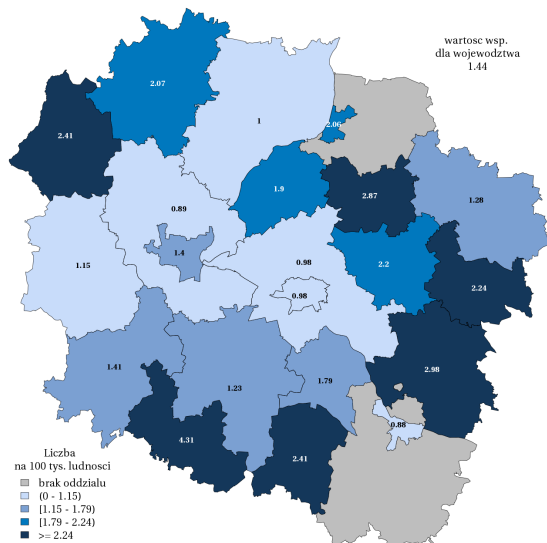 wartosc wsp.
dla wojewodztwa
1.44
2.07
1
2.06
2.41
1.9
2.87
1.28
0.89
1.4
0.98
2.2
1.15
0.98
2.24
1.41
1.23
1.79
2.98
4.31
2.41
0.88
Liczba
na 100 tys. ludnosci
brak oddzialu
(0 - 1.15)
[1.15 - 1.79)
[1.79 - 2.24)
>= 2.24